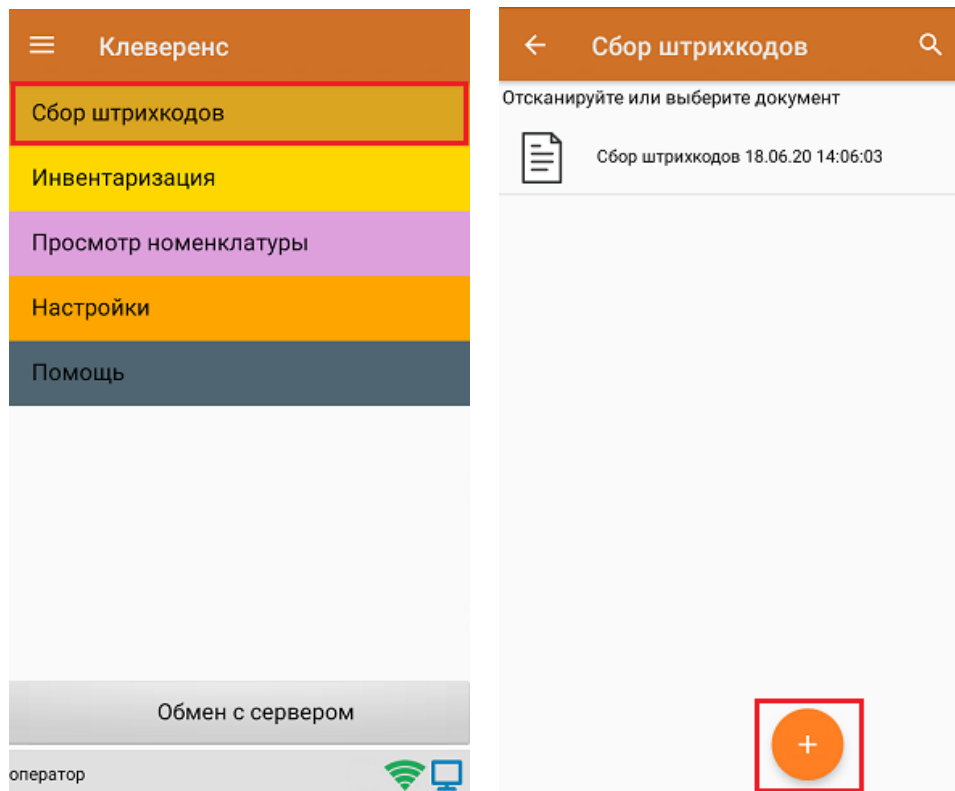 Клеверенс
Сбор штрихкодов
Инвентаризация
Просмотр номенклатуры
Настройки
Помощь
Обмен с сервером
оператор
Сбор штрихкодов
Отсканируйте или выберите документ
Сбор штрихкодов 18.06.20 14:06:03
+